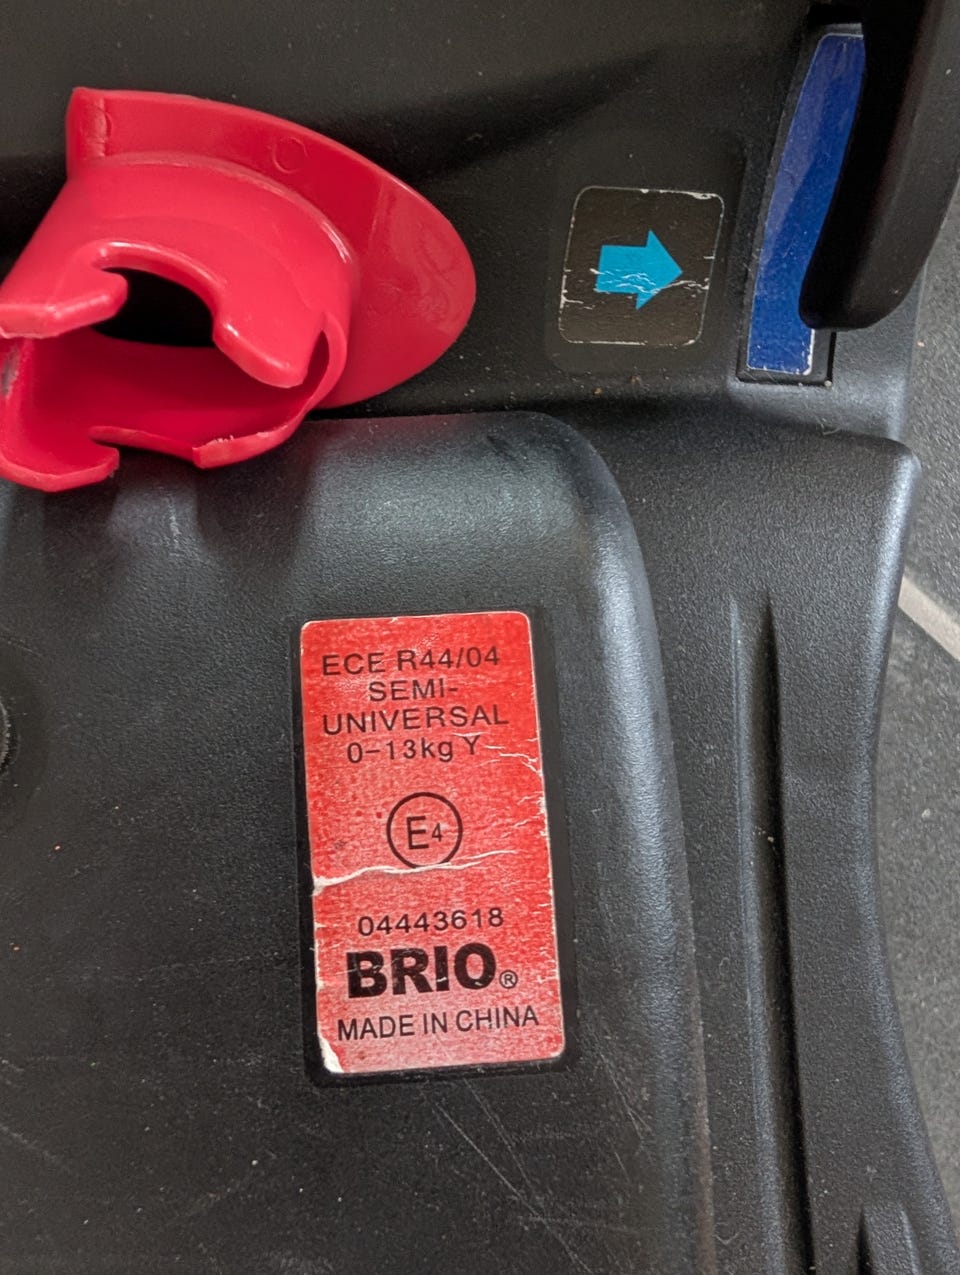 ECE R44/04
SEMI-
UNIVERSAL
0-13kg Y
E4
04443618
BRIO®
MADE IN CHINA